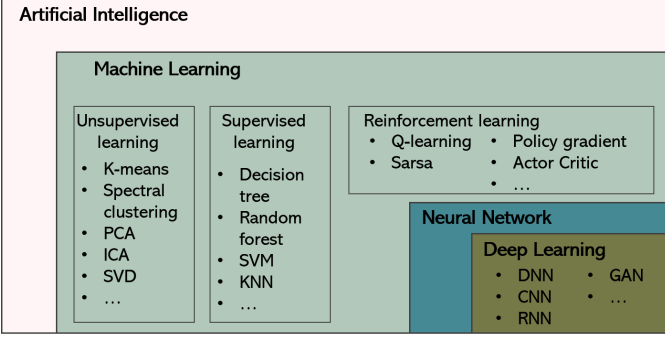 Artificial Intelligence
Machine Learning
Unsupervised
learning
• K-means
• Spectral
clustering
• PCA
• ICA
• SVD
• …
Supervised
learning
• Decision
tree
• Random
forest
• SVM
• KNN
• …
Reinforcement learning
• Q-learning
• Sarsa
• Policy gradient
• Actor Critic
• …
Neural Network
Deep Learning
• DNN
• CNN
• RNN
• GAN
• …